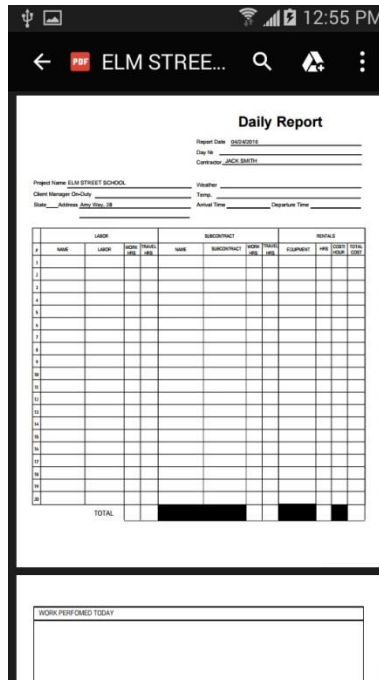 12:55 PM
PDF ELM STREE...
Daily Report
Report Date 04/24/2018
Day №
Contractor JACK SMITH
Project Name ELM STREET SCHOOL
Weather
Client Manager On-Duty
Temp.
State Address Amy Way, 28
Arrival Time Departure Time
LABOR SUBCONTRACT RENTALS
# NAME LABOR WORK HRS. TRAVEL HRS. NAME SUBCONTRACT WORK HRS. TRAVEL HRS. EQUIPMENT HRS. COST/HOUR TOTAL COST
1
2
3
4
5
6
7
8
9
10
11
12
13
14
15
16
17
18
19
20
TOTAL
WORK PERFOMED TODAY